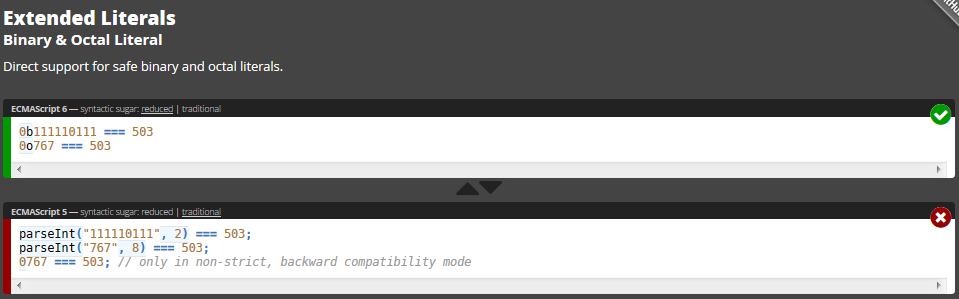 Extended Literals
Binary & Octal Literal
Direct support for safe binary and octal literals.
ECMAScript 6 — syntactic sugar: reduced | traditional
0b111110111 === 503
0o767 === 503
ECMAScript 5 — syntactic sugar: reduced | traditional
parseInt("111110111", 2) === 503;
parseInt("767", 8) === 503;
0767 === 503; // only in non-strict, backward compatibility mode